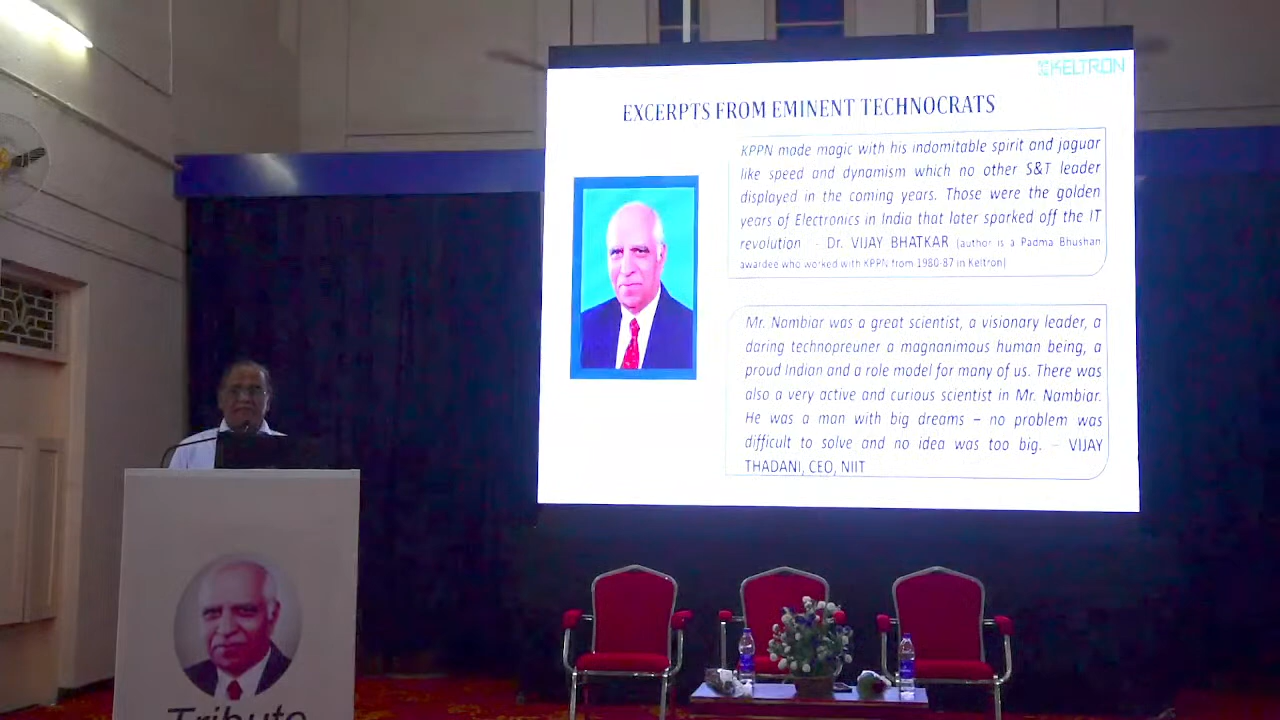 KELTRON
EXCERPTS FROM EMINENT TECHNOCRATS
KPPN made magic with his indomitable spirit and jaguar
like speed and dynamism which no other S&T leader
displayed in the coming years. Those were the golden
years of Electronics in India that later sparked off the IT
revolution - Dr. VIJAY BHATKAR (author is a Padma Bhushan
awardee who worked with KPPN from 1980-87 in Keltron)
Mr. Nambiar was a great scientist, a visionary leader, a
daring technopreuner a magnanimous human being, a
proud Indian and a role model for many of us. There was
also a very active and curious scientist in Mr. Nambiar.
He was a man with big dreams – no problem was
difficult to solve and no idea was too big. – VIJAY
THADANI, CEO, NIIT
Tribute